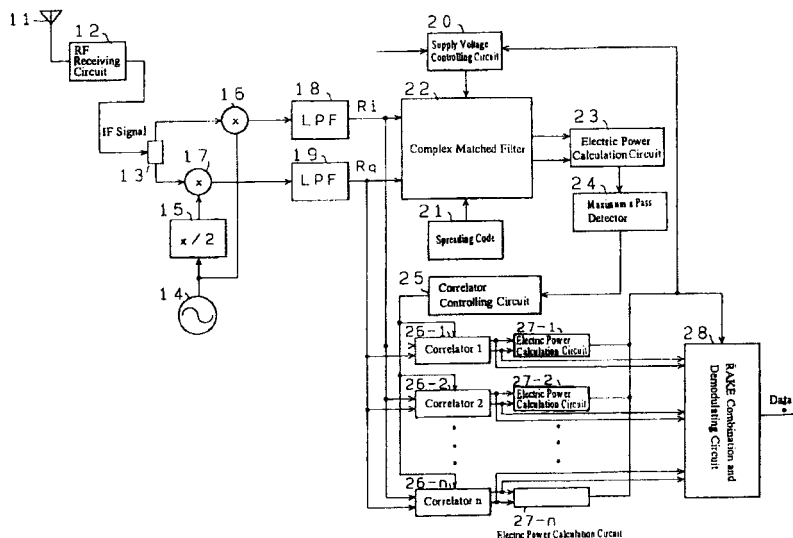 11
12
RF
Receiving
Circuit
IF Signal
13
14
15
x/2
16
x
17
x
18
LPF
Ri
19
LPF
Rq
20
Supply Voltage
Controlling Circuit
21
Spreading Code
22
Complex Matched Filter
23
Electric Power
Calculation Circuit
24
Maximum a Pass
Detector
25
Correlator
Controlling Circuit
26-1
Correlator 1
27-1
Electric Power
Calculation Circuit
26-2
Correlator 2
27-2
Electric Power
Calculation Circuit
26-n
Correlator n
27-n
Electric Power Calculation Circuit
28
RAKE Combination and
Demodulating Circuit
Data